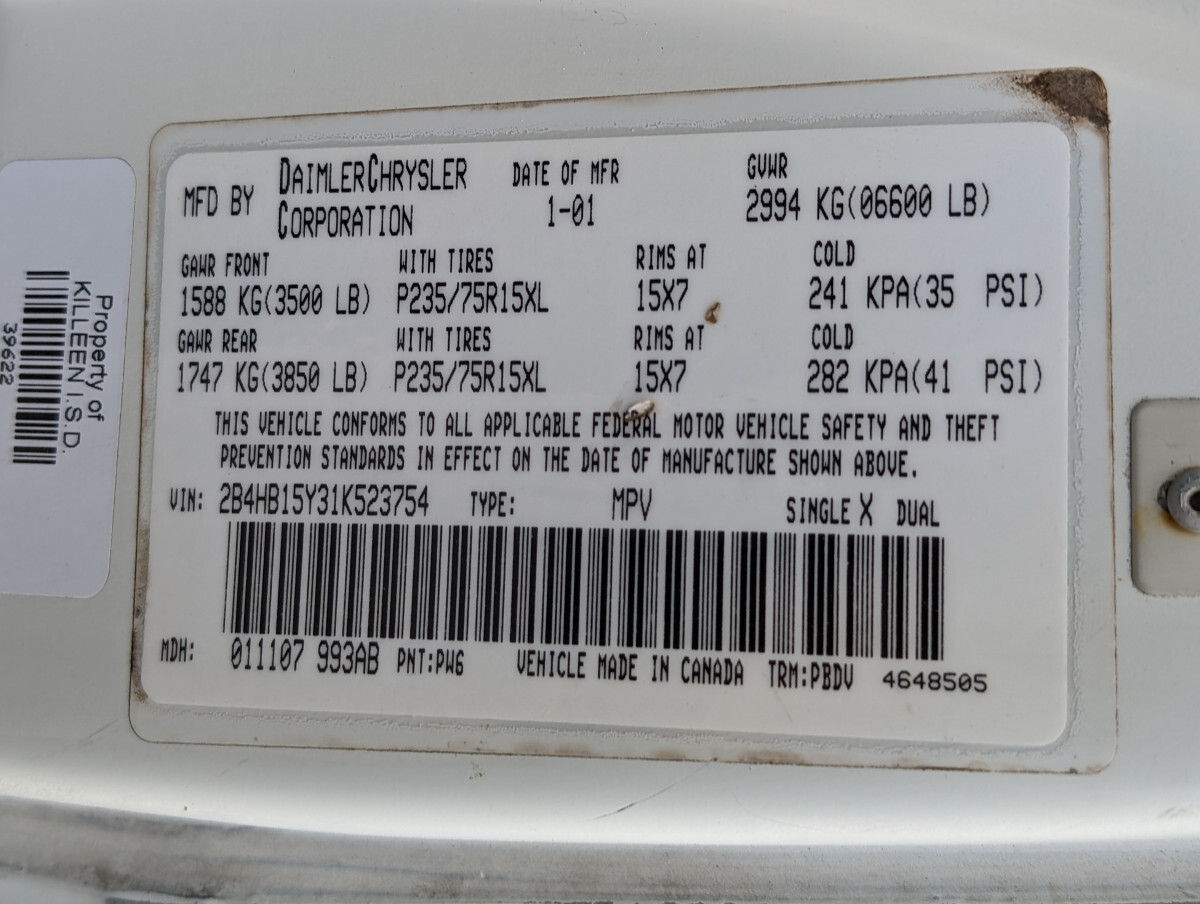 Property of
KILLEEN I.S.D.
39622
MFD BY DAIMLERCHRYSLER CORPORATION
DATE OF MFR
1-01
GVWR
2994 KG(06600 LB)
GAWR FRONT WITH TIRES RIMS AT COLD
1588 KG(3500 LB) P235/75R15XL 15X7 241 KPA(35 PSI)
GAWR REAR WITH TIRES RIMS AT COLD
1747 KG(3850 LB) P235/75R15XL 15X7 282 KPA(41 PSI)
THIS VEHICLE CONFORMS TO ALL APPLICABLE FEDERAL MOTOR VEHICLE SAFETY AND THEFT
PREVENTION STANDARDS IN EFFECT ON THE DATE OF MANUFACTURE SHOWN ABOVE.
VIN: 2B4HB15Y31K523754 TYPE: MPV SINGLE X DUAL
MDH: 011107 993AB PNT:PW6 VEHICLE MADE IN CANADA TRM:PBDV 4648505